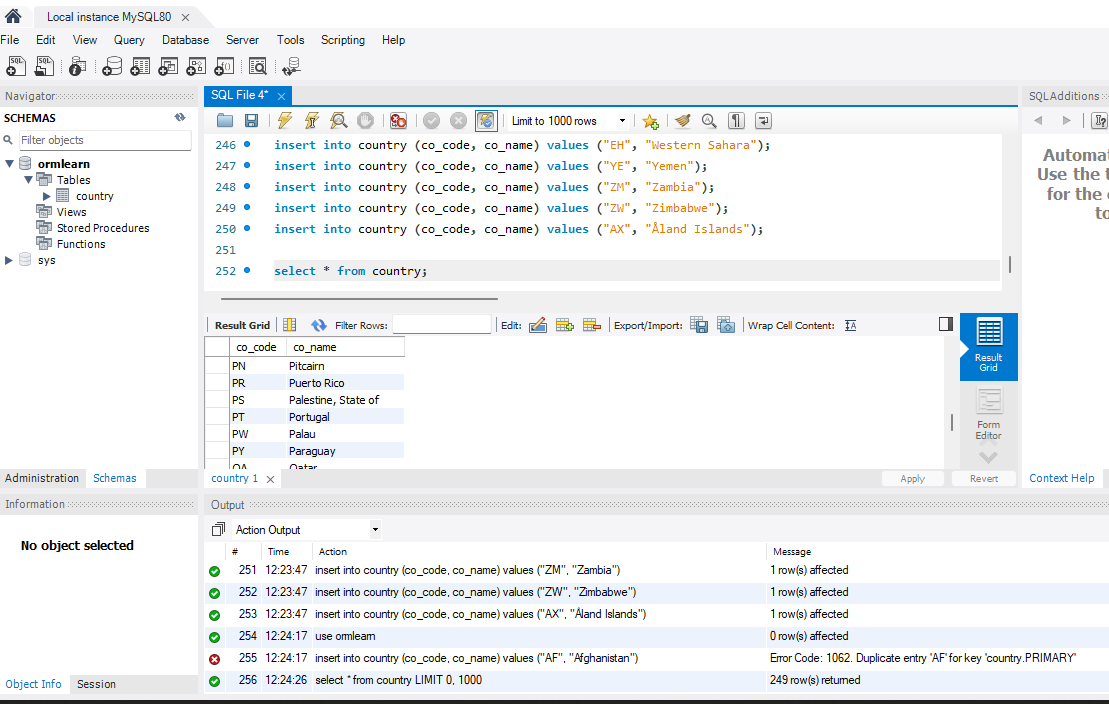 Local instance MySQL80
File Edit View Query Database Server Tools Scripting Help
Navigator
SCHEMAS
Filter objects
ormlearn
Tables
country
Views
Stored Procedures
Functions
sys
Administration Schemas
Information
No object selected
Object Info Session
SQL File 4*
Limit to 1000 rows
246 insert into country (co_code, co_name) values ("EH", "Western Sahara");
247 insert into country (co_code, co_name) values ("YE", "Yemen");
248 insert into country (co_code, co_name) values ("ZM", "Zambia");
249 insert into country (co_code, co_name) values ("ZW", "Zimbabwe");
250 insert into country (co_code, co_name) values ("AX", "Åland Islands");
251
252 select * from country;
Result Grid Filter Rows: Edit: Export/Import: Wrap Cell Content:
co_code co_name
PN Pitcairn
PR Puerto Rico
PS Palestine, State of
PT Portugal
PW Palau
PY Paraguay
QA Qatar
Result Grid
Form Editor
country 1
Apply Revert
SQLAdditions
Automat
Use the t
for the c
to
Context Help
Output
Action Output
# Time Action Message
251 12:23:47 insert into country (co_code, co_name) values ("ZM", "Zambia") 1 row(s) affected
252 12:23:47 insert into country (co_code, co_name) values ("ZW", "Zimbabwe") 1 row(s) affected
253 12:23:47 insert into country (co_code, co_name) values ("AX", "Åland Islands") 1 row(s) affected
254 12:24:17 use ormlearn 0 row(s) affected
255 12:24:17 insert into country (co_code, co_name) values ("AF", "Afghanistan") Error Code: 1062. Duplicate entry 'AF' for key 'country.PRIMARY'
256 12:24:26 select * from country LIMIT 0, 1000 249 row(s) returned